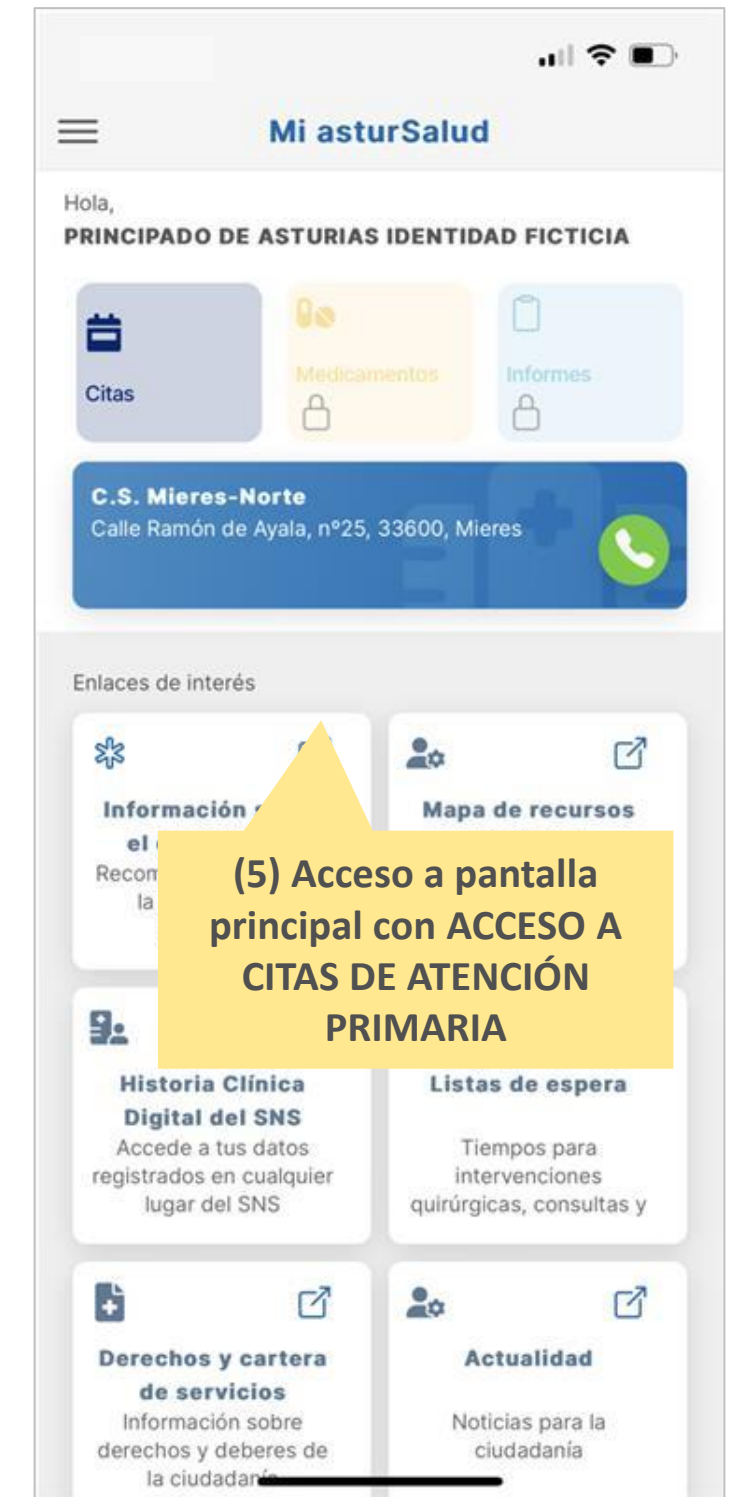 Mi asturSalud
Hola,
PRINCIPADO DE ASTURIAS IDENTIDAD FICTICIA
Citas
Medicamentos
Informes
C.S. Mieres-Norte
Calle Ramón de Ayala, nº25, 33600, Mieres
Enlaces de interés
Información
el
la
Mapa de recursos
(5) Acceso a pantalla
principal con ACCESO A
CITAS DE ATENCIÓN
PRIMARIA
Historia Clínica
Digital del SNS
Accede a tus datos
registrados en cualquier
lugar del SNS
Listas de espera
Tiempos para
intervenciones
quirúrgicas, consultas y
Derechos y cartera
de servicios
Información sobre
derechos y deberes de
la ciudadanía
Actualidad
Noticias para la
ciudadanía